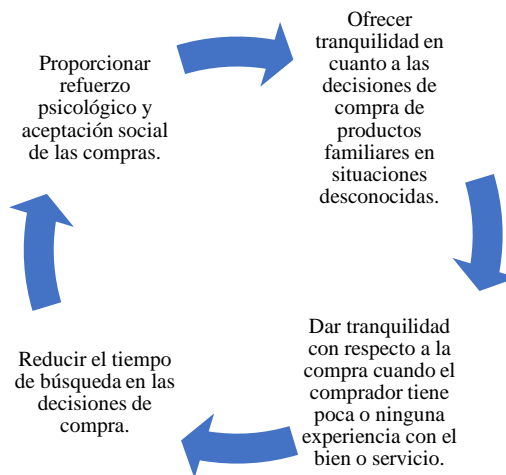 Proporcionar
refuerzo
psicológico y
aceptación social
de las compras.
Ofrecer
tranquilidad en
cuanto a las
decisiones de
compra de
productos
familiares en
situaciones
desconocidas.
Dar tranquilidad
con respecto a la
compra cuando el
comprador tiene
poca o ninguna
experiencia con el
bien o servicio.
Reducir el tiempo
de búsqueda en las
decisiones de
compra.